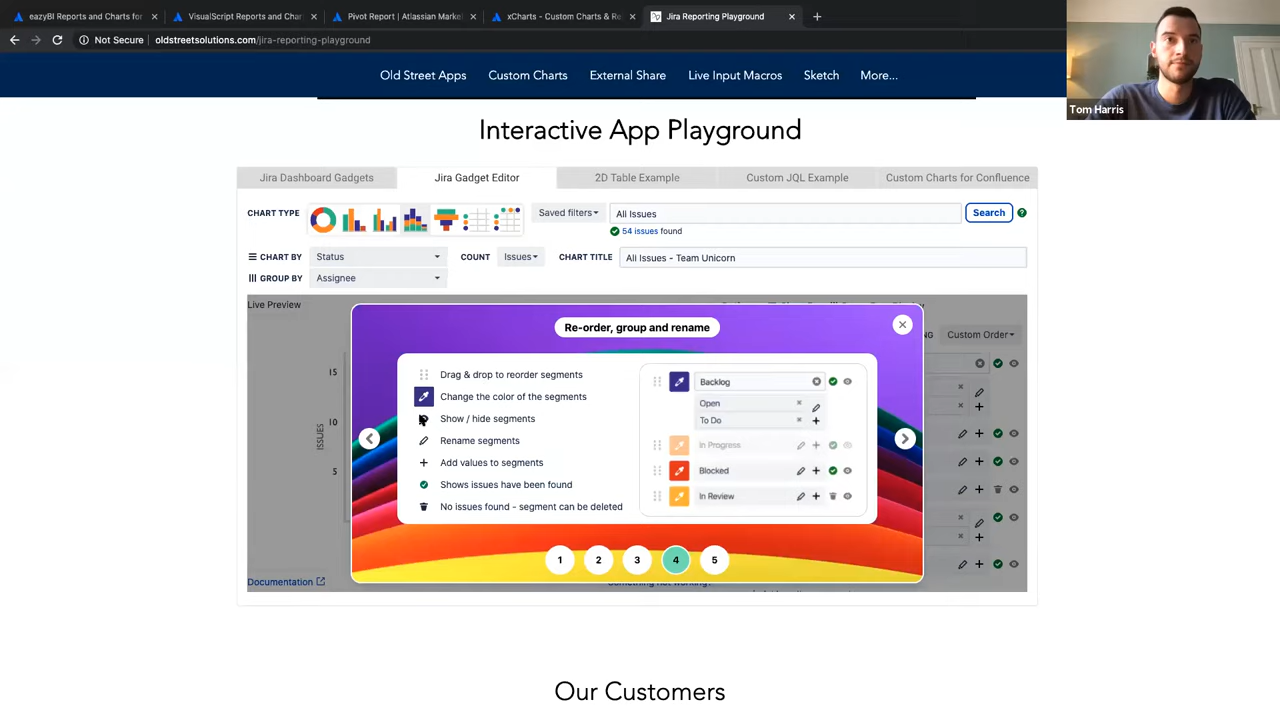 eazyBI Reports and Charts for
VisualScript Reports and Char
Pivot Report | Atlassian Marke
xCharts - Custom Charts & Re
Jira Reporting Playground
Not Secure
oldstreetsolutions.com/jira-reporting-playground
Tom Harris
Old Street Apps
Custom Charts
External Share
Live Input Macros
Sketch
More...
Interactive App Playground
Jira Dashboard Gadgets
Jira Gadget Editor
2D Table Example
Custom JQL Example
Custom Charts for Confluence
CHART TYPE
Saved filters
All Issues
Search
54 issues found
CHART BY
Status
COUNT
Issues
CHART TITLE
All Issues - Team Unicorn
GROUP BY
Assignee
Live Preview
Custom Order
15
10
5
ISSUES
Re-order, group and rename
Drag & drop to reorder segments
Change the color of the segments
Show / hide segments
Rename segments
Add values to segments
Shows issues have been found
No issues found - segment can be deleted
Backlog
Open
To Do
In Progress
Blocked
In Review
1
2
3
4
5
Documentation
Our Customers